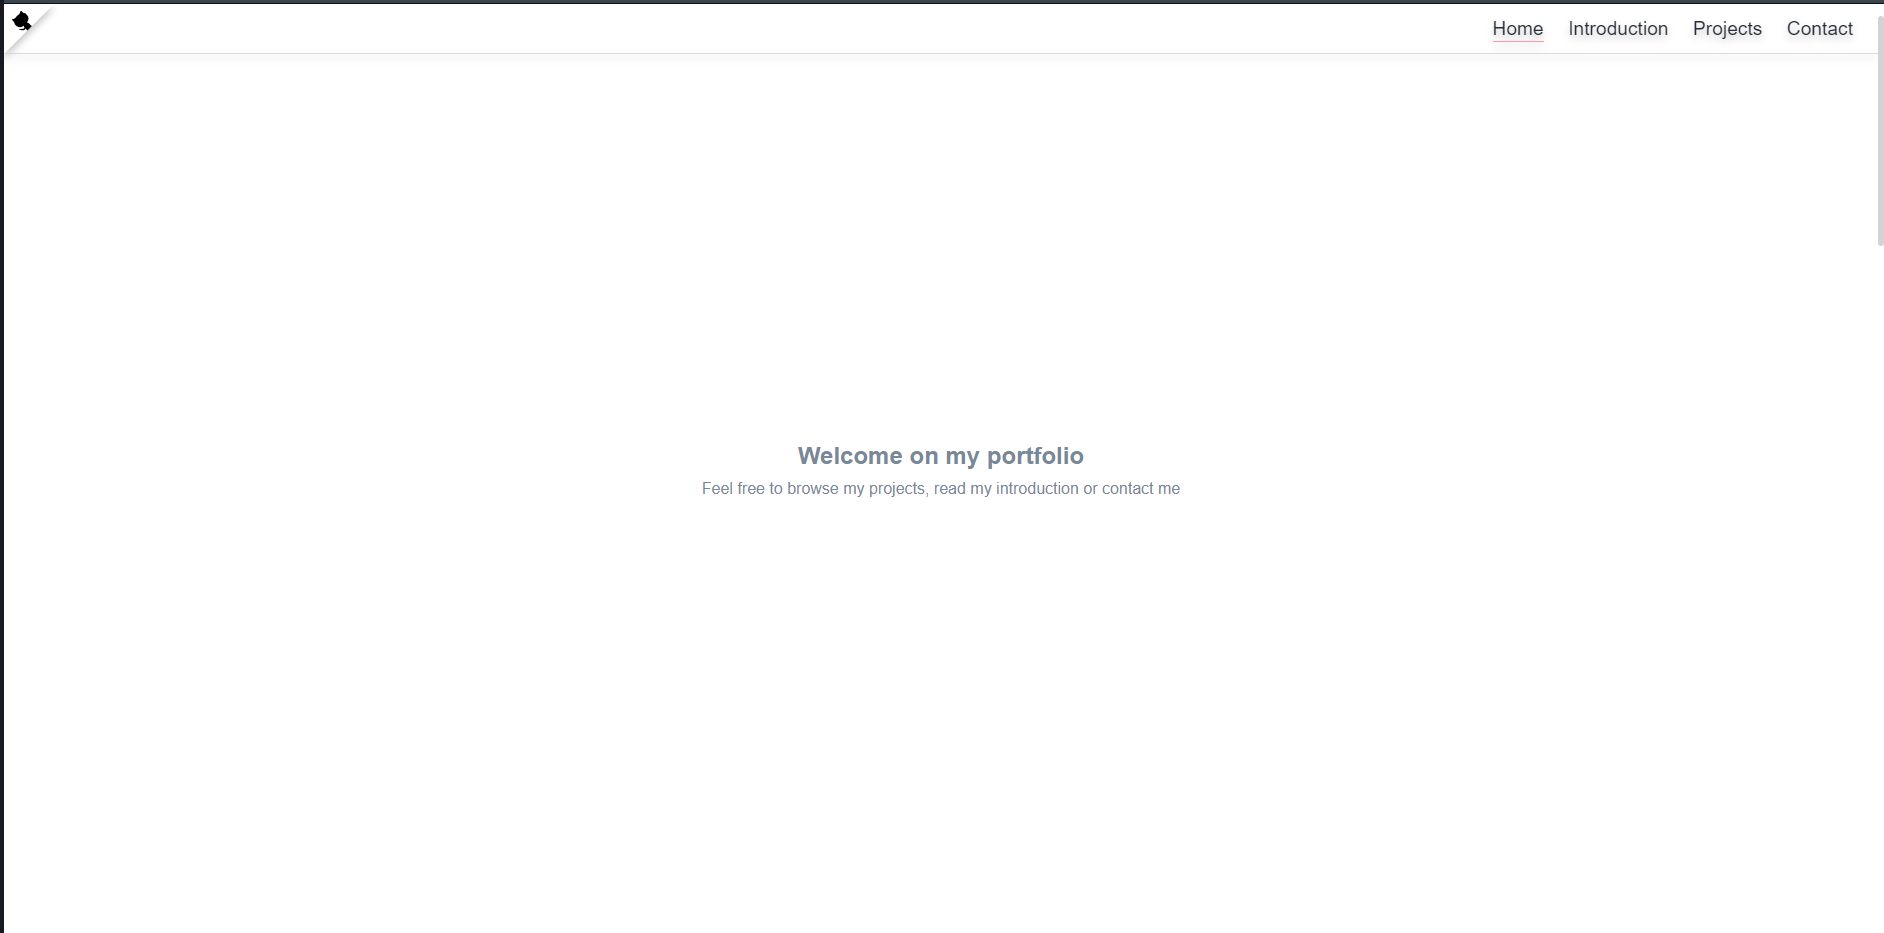 Home Introduction Projects Contact
Welcome on my portfolio
Feel free to browse my projects, read my introduction or contact me